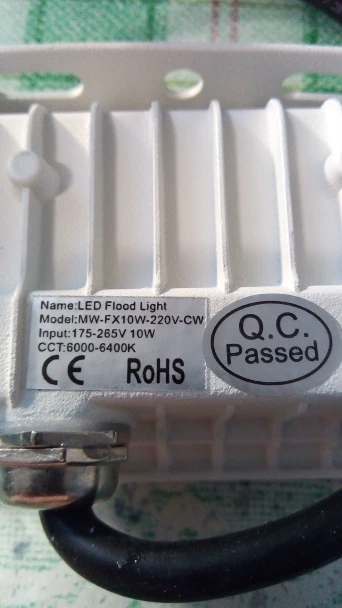 Name:LED Flood Light
Model:MW-FX10W-220V-CW
Input:175-265V 10W
CCT:6000-6400K
CE RoHS
Q.C.
Passed